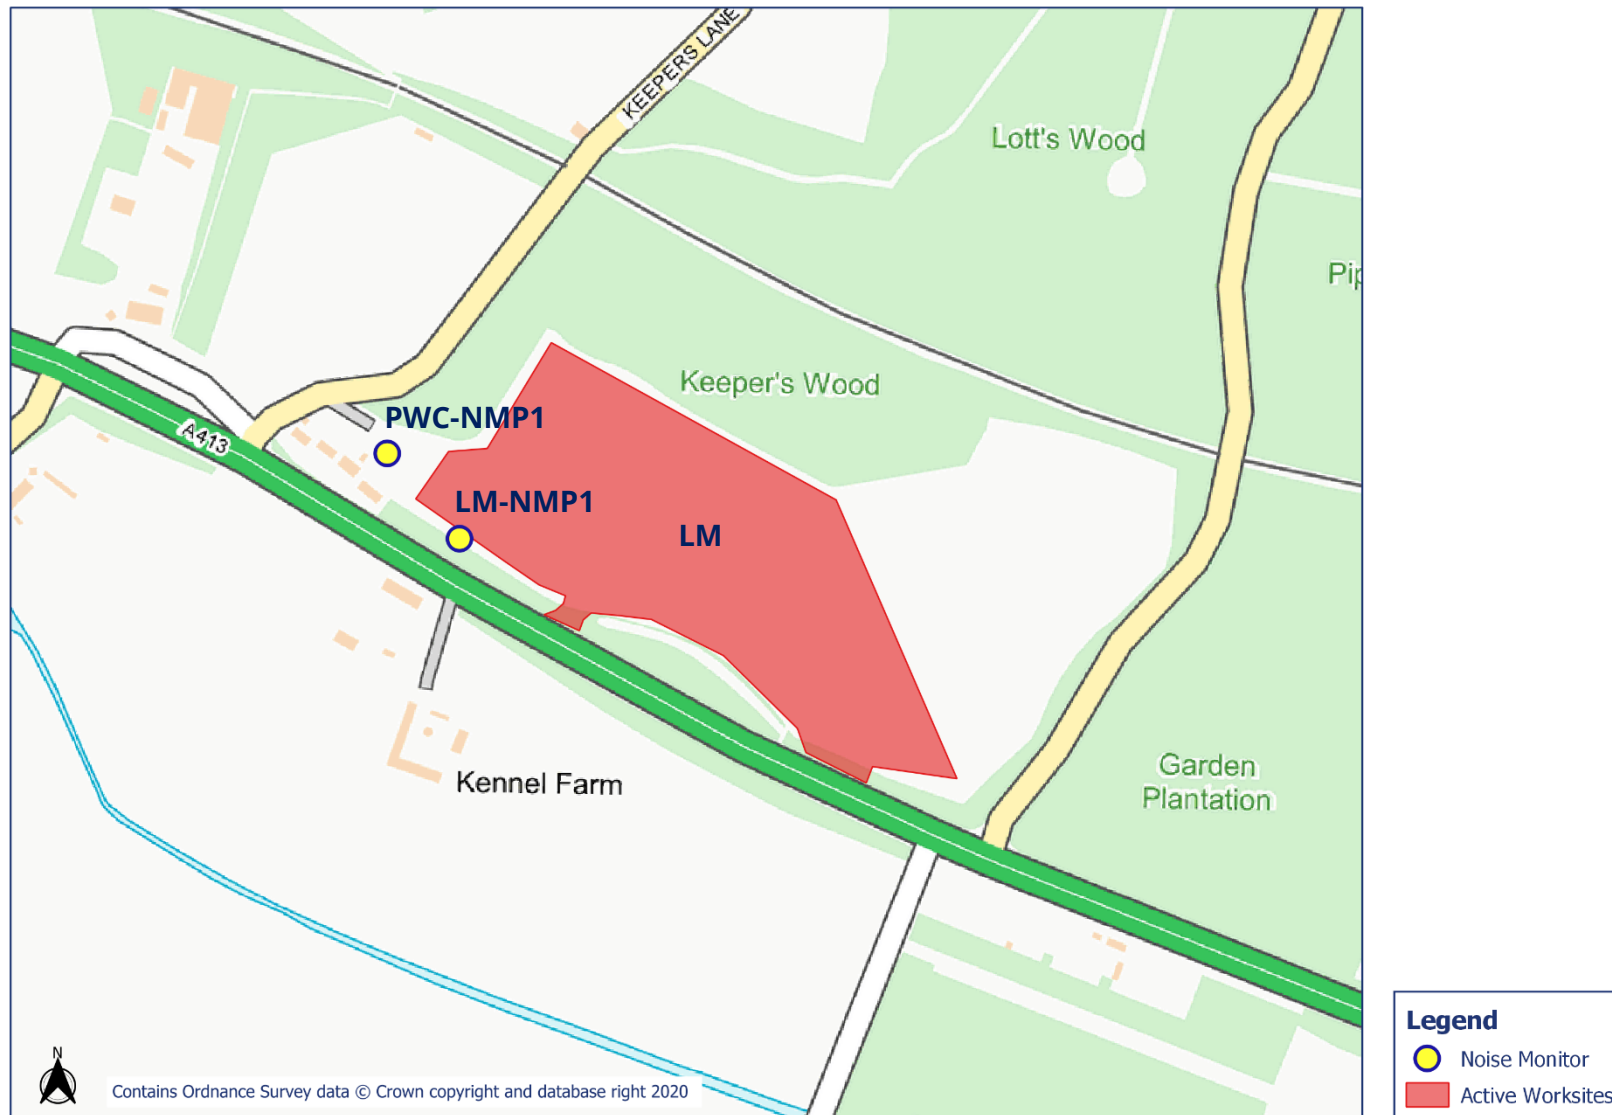 KEEPERS LANE
Lott's Wood
Pip
Keeper's Wood
PWC-NMP1
A413
LM-NMP1
LM
Kennel Farm
Garden
Plantation
N
Contains Ordnance Survey data © Crown copyright and database right 2020
Legend
Noise Monitor
Active Worksites